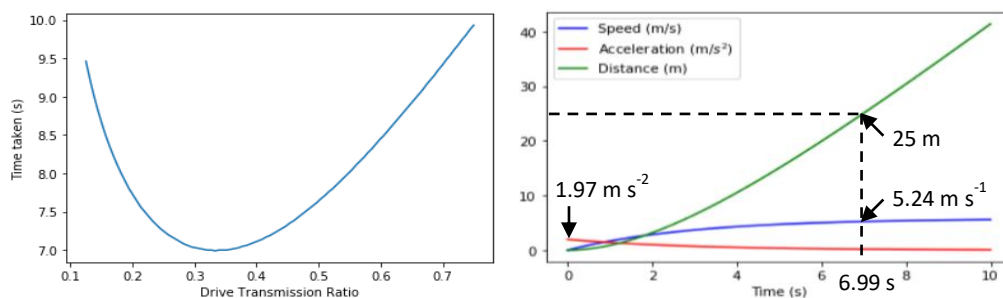 10.0
9.5
9.0
8.5
8.0
7.5
7.0
Time taken (s)
0.1 0.2 0.3 0.4 0.5 0.6 0.7
Drive Transmission Ratio
Speed (m/s)
Acceleration (m/s²)
Distance (m)
40
30
20
10
0
25 m
1.97 m s⁻²
5.24 m s⁻¹
0 2 4 6 8 10
Time (s)
6.99 s